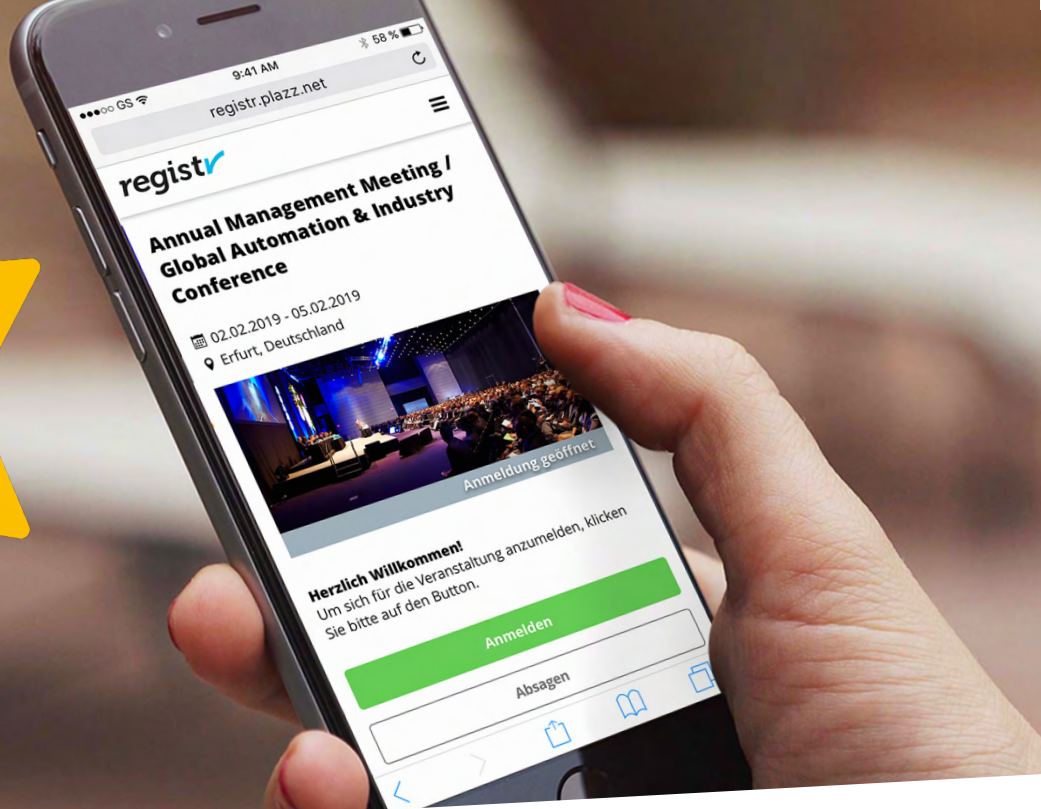 GS
9:41 AM
58 %
registr.plazz.net
registr
Annual Management Meeting /
Global Automation & Industry
Conference
02.02.2019 - 05.02.2019
Erfurt, Deutschland
Anmeldung geöffnet
Herzlich Willkommen!
Um sich für die Veranstaltung anzumelden, klicken
Sie bitte auf den Button.
Anmelden
Absagen